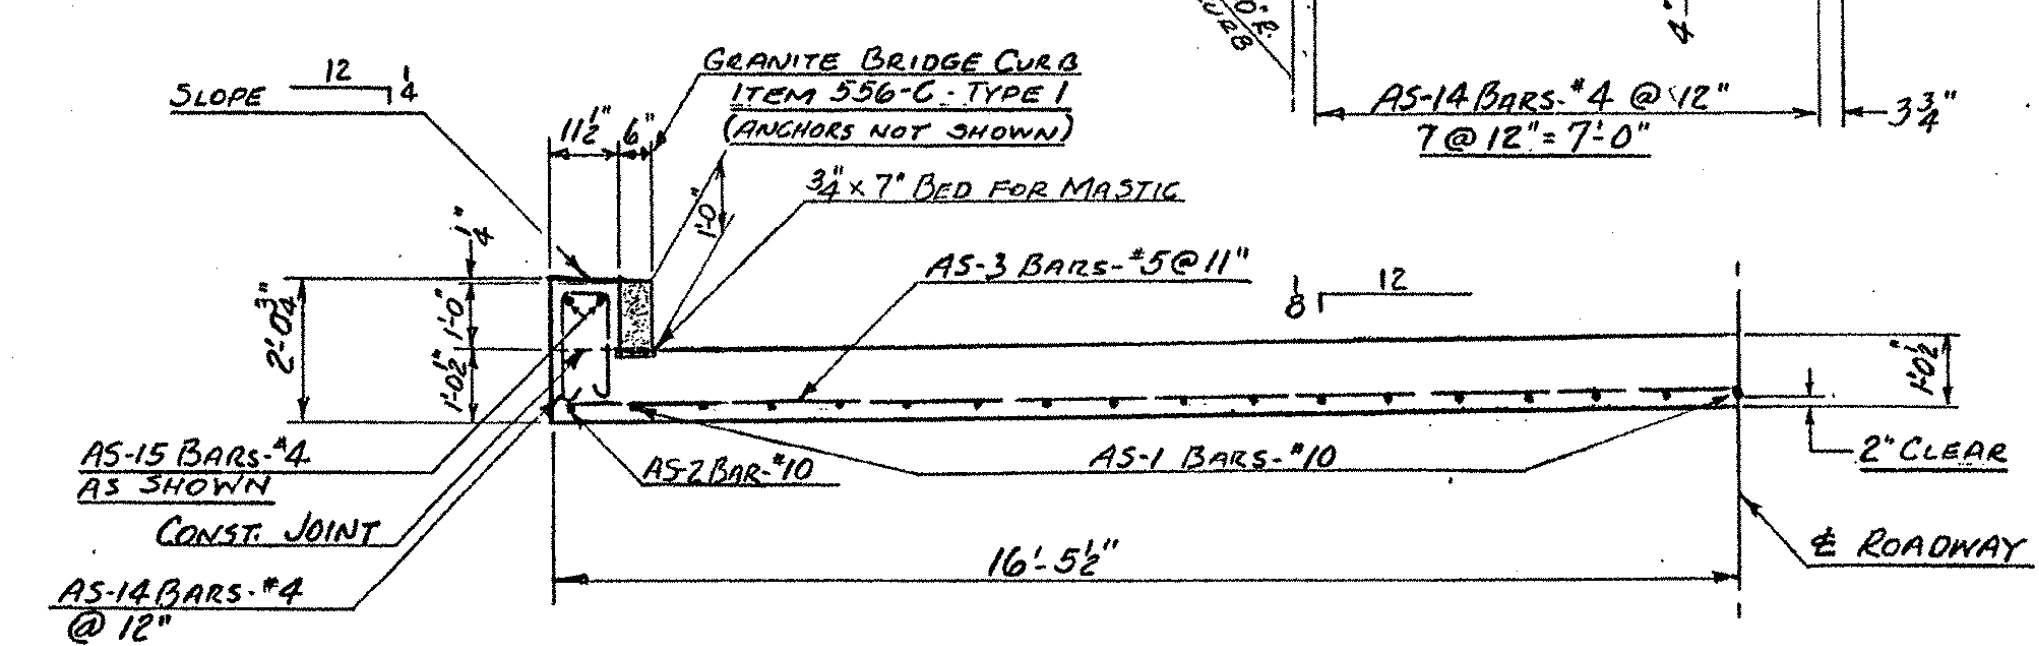 0" R.
CURB
4"
12
SLOPE 1/4
GRANITE BRIDGE CURB
ITEM 556-C - TYPE 1
(ANCHORS NOT SHOWN)
AS-14 BARS-#4 @ 12"
7 @ 12" = 7'-0"
3 3/4"
11 1/2" 6"
3/4" x 7" BED FOR MASTIC
1'-0"
1/4"
AS-3 BARS-#5 @ 11"
1/8 12
2'-0 3/4"
1'-0"
1'-0 1/2"
1'-0 1/2"
AS-15 BARS-#4
AS SHOWN
AS-2 BAR-#10
AS-1 BARS-#10
2" CLEAR
CONST. JOINT
16'-5 1/2"
℄ ROADWAY
AS-14 BARS-#4
@ 12"